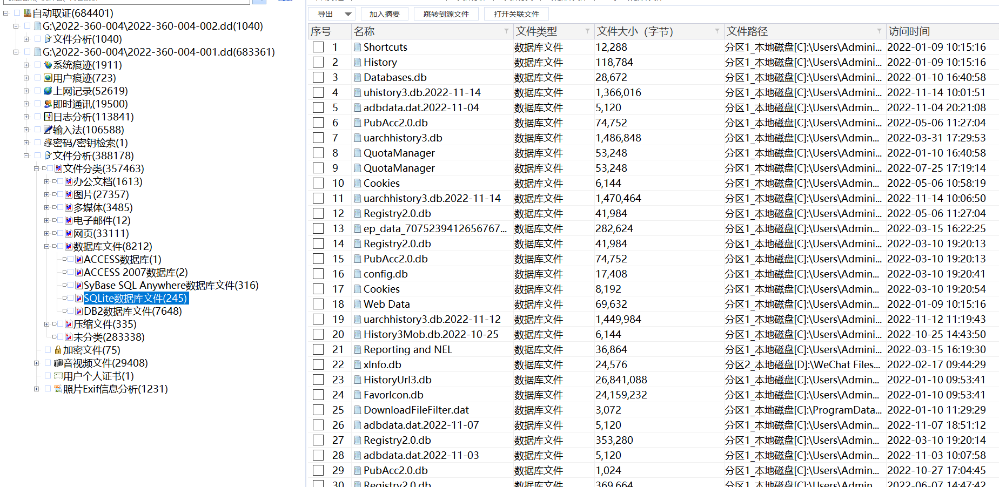 自动取证(684401)
G:\2022-360-004\2022-360-004-002.dd(1040)
文件分析(1040)
G:\2022-360-004\2022-360-004-001.dd(683361)
系统痕迹(1911)
用户痕迹(723)
上网记录(52619)
即时通讯(19500)
日志分析(113841)
输入法(106588)
密码/密钥检索(1)
文件分析(388178)
文件分类(357463)
办公文档(1613)
图片(27357)
多媒体(3485)
电子邮件(12)
网页(33111)
数据库文件(8212)
ACCESS数据库(1)
ACCESS 2007数据库(2)
SyBase SQL Anywhere数据库文件(316)
SQLite数据库文件(245)
DB2数据库文件(7648)
压缩文件(335)
未分类(283338)
加密文件(75)
音视频文件(29408)
用户个人证书(1)
照片Exif信息分析(1231)
导出 加入摘要 跳转到源文件 打开关联文件
序号 名称 文件类型 文件大小（字节） 文件路径 访问时间
1 Shortcuts 数据库文件 12,288 分区1_本地磁盘[C]:\Users\Admini... 2022-01-09 10:15:16
2 History 数据库文件 118,784 分区1_本地磁盘[C]:\Users\Admin... 2022-01-09 10:15:16
3 Databases.db 数据库文件 28,672 分区1_本地磁盘[C]:\Users\Admin... 2022-01-10 16:40:58
4 uhistory3.db.2022-11-14 数据库文件 1,366,016 分区1_本地磁盘[C]:\Users\Admin... 2022-11-14 10:01:51
5 adbdata.dat.2022-11-04 数据库文件 5,120 分区1_本地磁盘[C]:\Users\Admin... 2022-11-04 20:21:08
6 PubAcc2.0.db 数据库文件 74,752 分区1_本地磁盘[C]:\Users\Admin... 2022-05-06 11:27:04
7 uarchhistory3.db 数据库文件 1,486,848 分区1_本地磁盘[C]:\Users\Admin... 2022-03-31 17:29:53
8 QuotaManager 数据库文件 53,248 分区1_本地磁盘[C]:\Users\Admin... 2022-01-10 16:40:58
9 QuotaManager 数据库文件 53,248 分区1_本地磁盘[C]:\Users\Admin... 2022-07-25 17:19:14
10 Cookies 数据库文件 6,144 分区1_本地磁盘[C]:\Users\Admin... 2022-05-06 10:58:19
11 uarchhistory3.db.2022-11-14 数据库文件 1,470,464 分区1_本地磁盘[C]:\Users\Admin... 2022-11-14 10:06:50
12 Registry2.0.db 数据库文件 41,984 分区1_本地磁盘[C]:\Users\Admin... 2022-05-06 11:27:04
13 ep_data_7075239412656767... 数据库文件 282,624 分区1_本地磁盘[C]:\Users\Admin... 2022-03-15 16:22:25
14 Registry2.0.db 数据库文件 41,984 分区1_本地磁盘[C]:\Users\Admin... 2022-03-10 19:20:13
15 PubAcc2.0.db 数据库文件 74,752 分区1_本地磁盘[C]:\Users\Admin... 2022-03-10 19:20:13
16 config.db 数据库文件 17,408 分区1_本地磁盘[C]:\Users\Admin... 2022-03-10 19:20:41
17 Cookies 数据库文件 8,192 分区1_本地磁盘[C]:\Users\Admin... 2022-03-10 19:20:54
18 Web Data 数据库文件 69,632 分区1_本地磁盘[C]:\Users\Admin... 2022-01-09 10:15:16
19 uarchhistory3.db.2022-11-12 数据库文件 1,449,984 分区1_本地磁盘[C]:\Users\Admin... 2022-11-12 11:19:43
20 History3Mob.db.2022-10-25 数据库文件 6,144 分区1_本地磁盘[C]:\Users\Admin... 2022-10-25 14:43:50
21 Reporting and NEL 数据库文件 36,864 分区1_本地磁盘[C]:\Users\Admin... 2022-03-15 16:19:30
22 xInfo.db 数据库文件 24,576 分区2_本地磁盘[D]:\WeChat Files... 2022-02-17 09:44:29
23 HistoryUrl3.db 数据库文件 26,841,088 分区1_本地磁盘[C]:\Users\Admin... 2022-01-10 09:53:41
24 FavorIcon.db 数据库文件 24,159,232 分区1_本地磁盘[C]:\Users\Admin... 2022-01-10 09:53:41
25 DownloadFileFilter.dat 数据库文件 3,072 分区1_本地磁盘[C]:\ProgramData... 2022-01-10 11:29:29
26 adbdata.dat.2022-11-07 数据库文件 5,120 分区1_本地磁盘[C]:\Users\Admin... 2022-11-07 18:51:12
27 Registry2.0.db 数据库文件 353,280 分区1_本地磁盘[C]:\Users\Admin... 2022-03-10 19:20:14
28 adbdata.dat.2022-11-03 数据库文件 5,120 分区1_本地磁盘[C]:\Users\Admin... 2022-11-03 10:07:58
29 PubAcc2.0.db 数据库文件 1,024 分区1_本地磁盘[C]:\Users\Admin... 2022-10-27 17:04:45
30 Registry2.0.db 数据库文件 369,664 分区1_本地磁盘[C]:\Users\Admin... 2022-06-07 14:47:42